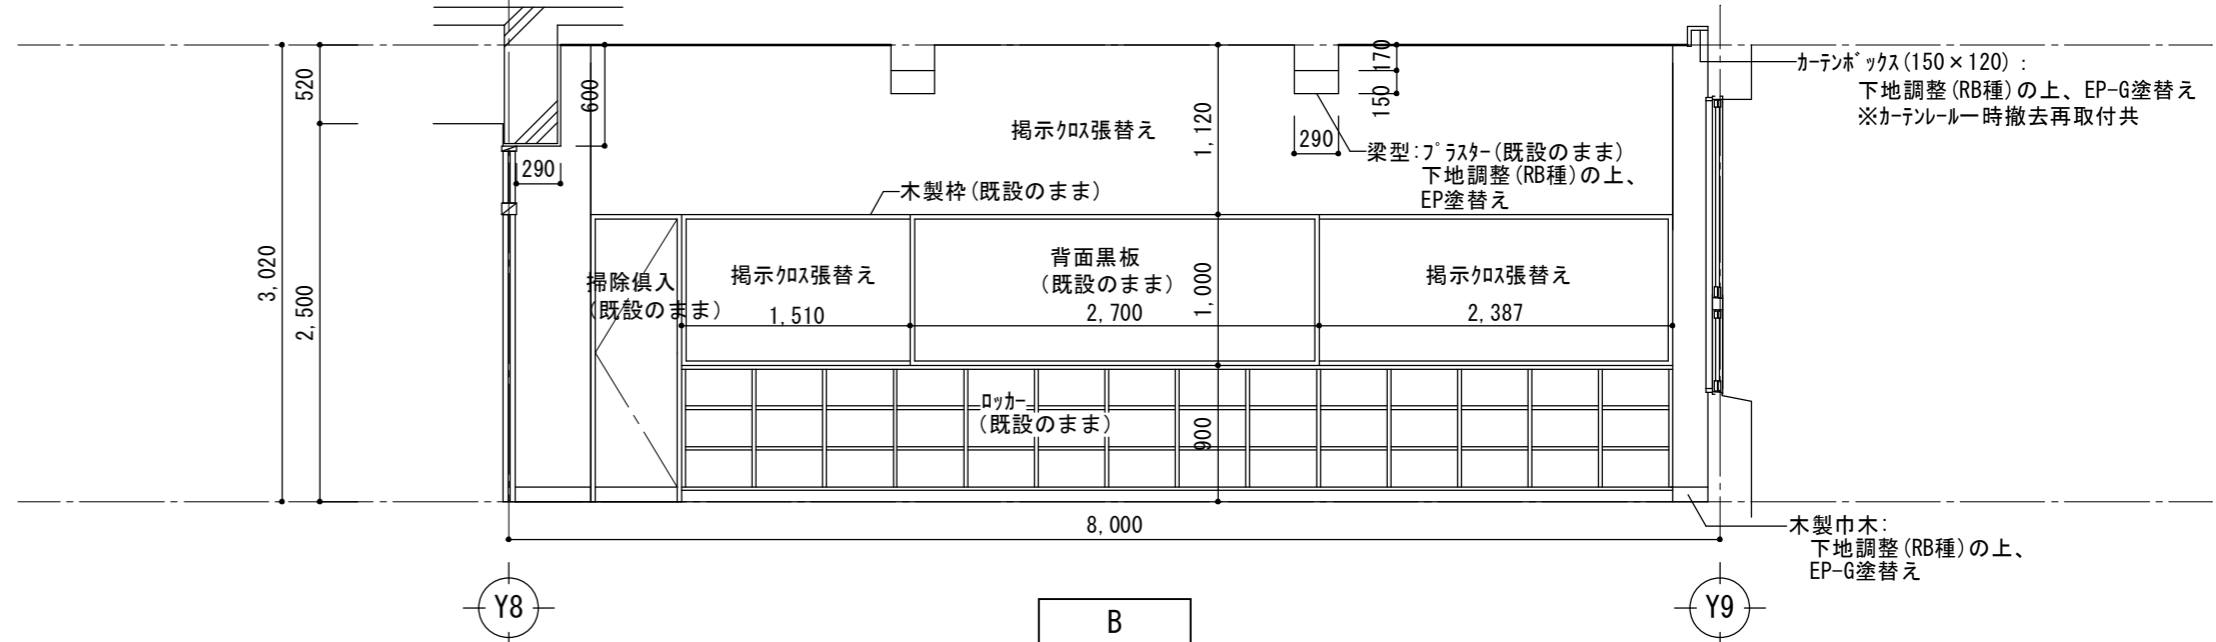 カーテンボックス(150×120)：
下地調整(RB種)の上、EP-G塗替え
※カーテンレール一時撤去再取付共
520
600
170
150
掲示クロス張替え
1,120
290
290
梁型:プラスター(既設のまま)
下地調整(RB種)の上、
EP塗替え
木製枠(既設のまま)
3,020
2,500
掃除倶入
(既設のまま)
掲示クロス張替え
1,510
背面黒板
(既設のまま)
2,700
1,000
掲示クロス張替え
2,387
ロッカー
(既設のまま)
900
8,000
木製巾木:
下地調整(RB種)の上、
EP-G塗替え
Y8
Y9
B